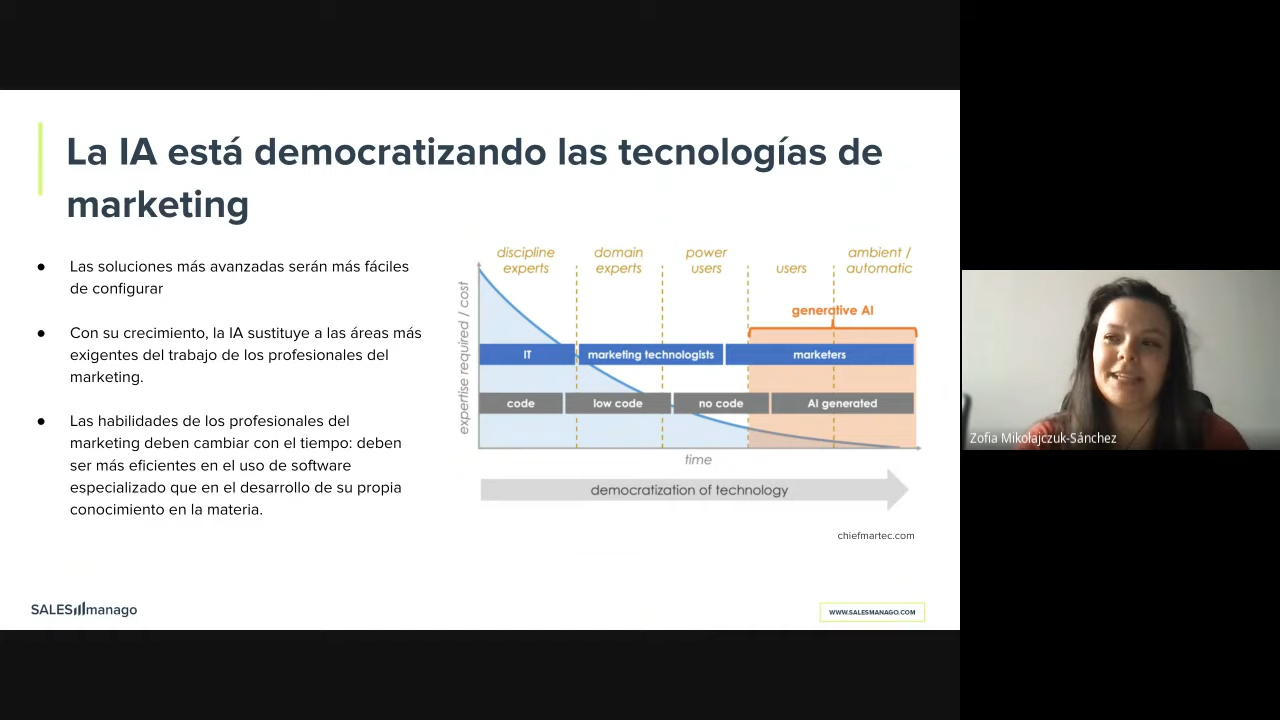 La IA está democratizando las tecnologías de
marketing
● Las soluciones más avanzadas serán más fáciles
de configurar
● Con su crecimiento, la IA sustituye a las áreas más
exigentes del trabajo de los profesionales del
marketing.
● Las habilidades de los profesionales del
marketing deben cambiar con el tiempo: deben
ser más eficientes en el uso de software
especializado que en el desarrollo de su propia
conocimiento en la materia.
discipline experts
domain experts
power users
users
ambient / automatic
generative AI
expertise required / cost
IT
marketing technologists
marketers
code
low code
no code
AI generated
time
democratization of technology
chiefmartec.com
SALESmanago
WWW.SALESMANAGO.COM
Zofia Mikołajczuk-Sánchez